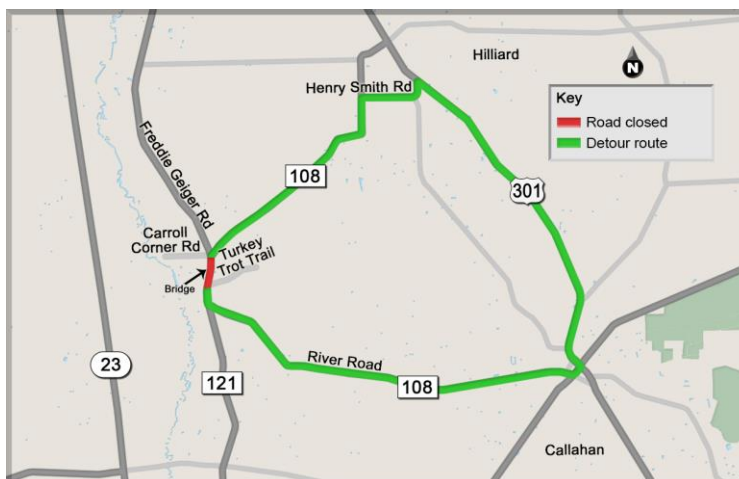 Hilliard
N
Henry Smith Rd
Key
Road closed
Detour route
Freddie Geiger Rd
108
301
Carroll
Corner Rd
Turkey
Trot Trail
Bridge
23
121
River Road
108
Callahan